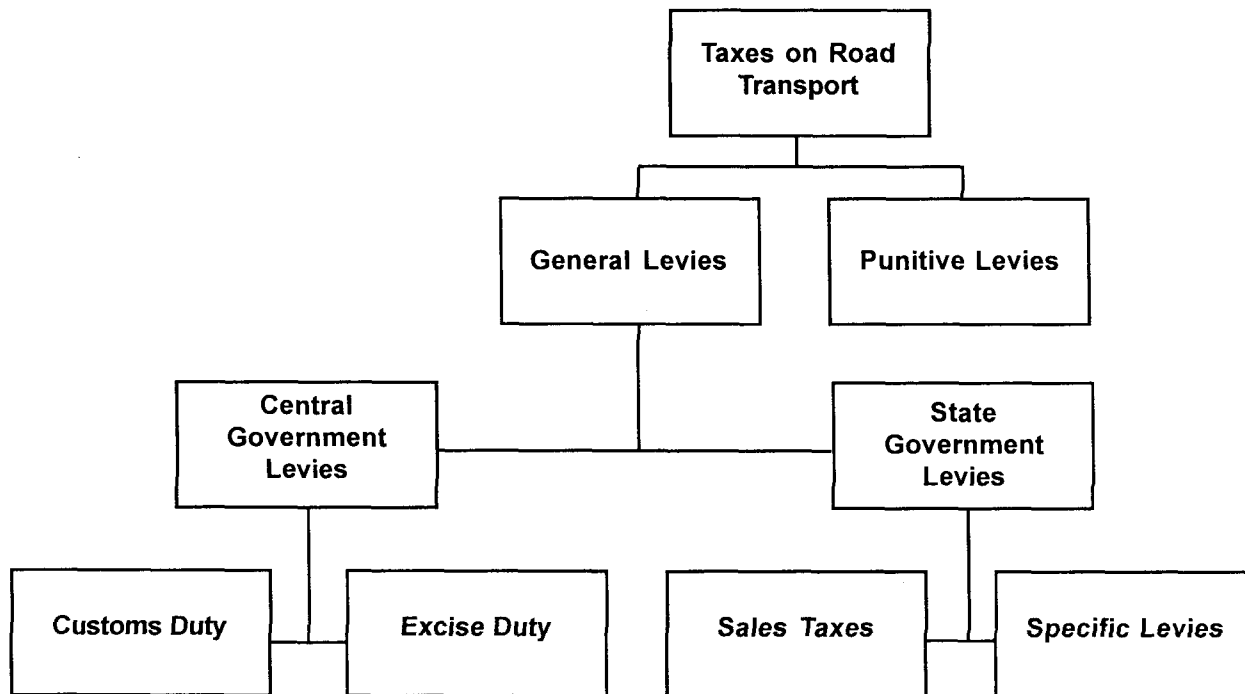 Taxes on Road
Transport
General Levies
Punitive Levies
Central
Government
Levies
State
Government
Levies
Customs Duty
Excise Duty
Sales Taxes
Specific Levies